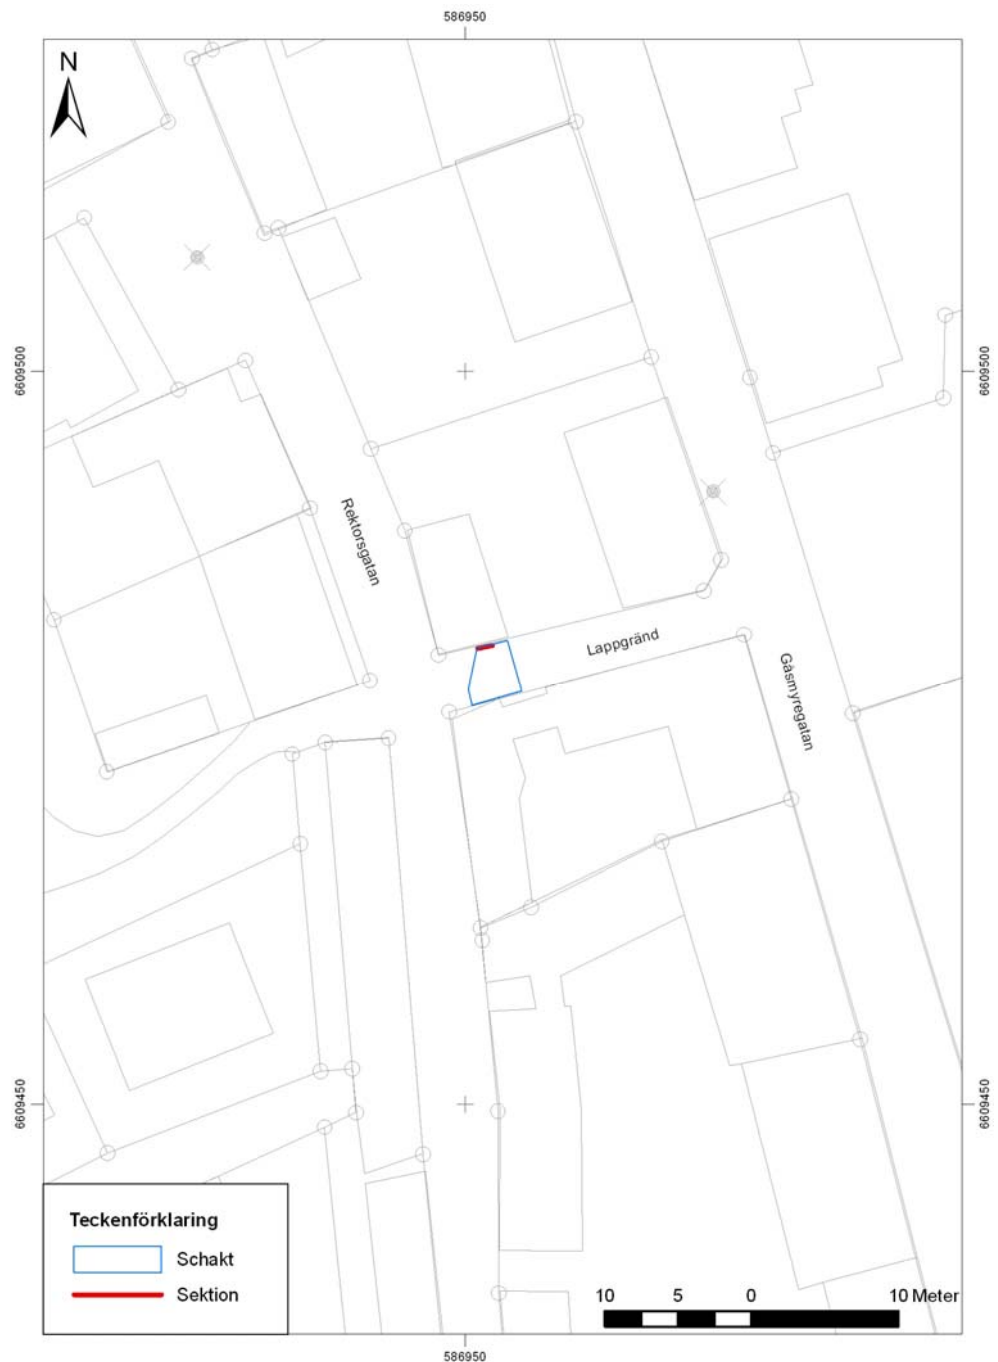 586950
N
6609500
6609500
Rektorsgatan
Lappgränd
Gåsmyregatan
6609450
6609450
Teckenförklaring
Schakt
Sektion
10 5 0 10 Meter
586950